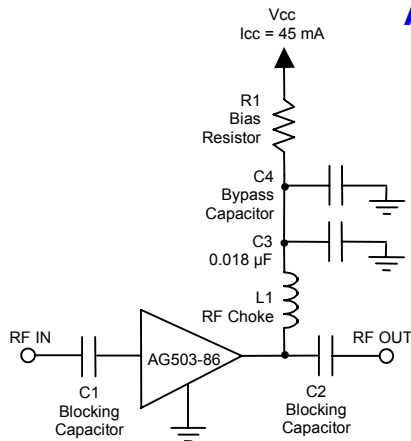 Vcc
Icc = 45 mA
R1
Bias
Resistor
C4
Bypass
Capacitor
C3
0.018 µF
L1
RF Choke
RF IN
AG503-86
RF OUT
C1
Blocking
Capacitor
C2
Blocking
Capacitor